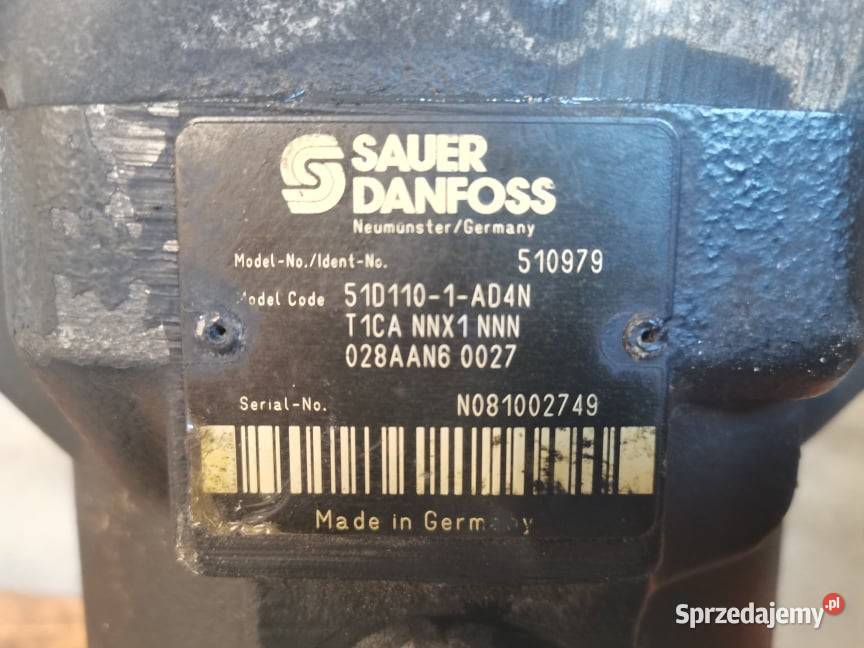 SAUER
DANFOSS
Neumünster/Germany
Model-No./Ident-No. 510979
Model Code 51D110-1-AD4N
T1CA NNX1 NNN
028AAN6 0027
Serial-No. N081002749
Made in Germany
Sprzedajemy.pl